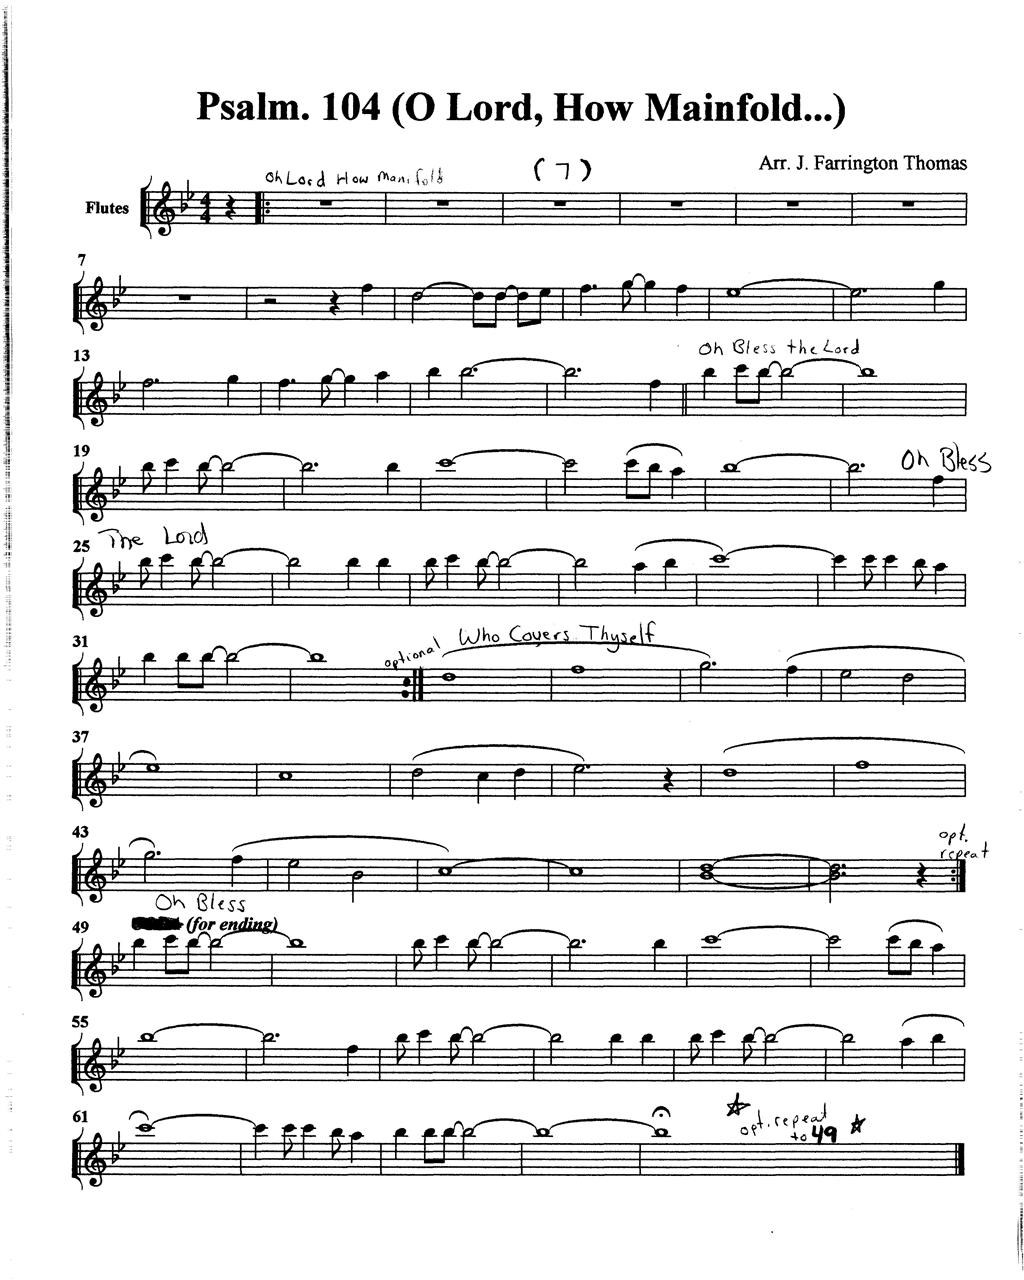 Psalm. 104 (O Lord, How Mainfold...)
Arr. J. Farrington Thomas
Oh Lord How Manifold
(7)
Flutes
4
4
7
13
Oh Bless the Lord
19
Oh Bless
The Lord
25
31
optional
Who Covers Thyself
37
43
opt.
repeat
Oh Bless
49
(for ending)
55
61
opt. repeat
to 49